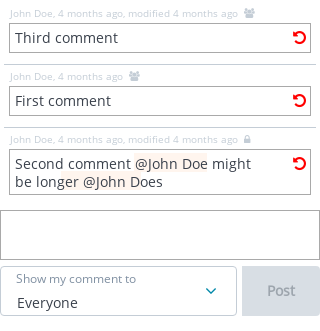 John Doe, 4 months ago, modified 4 months ago
Third comment
John Doe, 4 months ago
First comment
John Doe, 4 months ago, modified 4 months ago
Second comment @John Doe might
be longer @John Does
Show my comment to
Everyone
Post